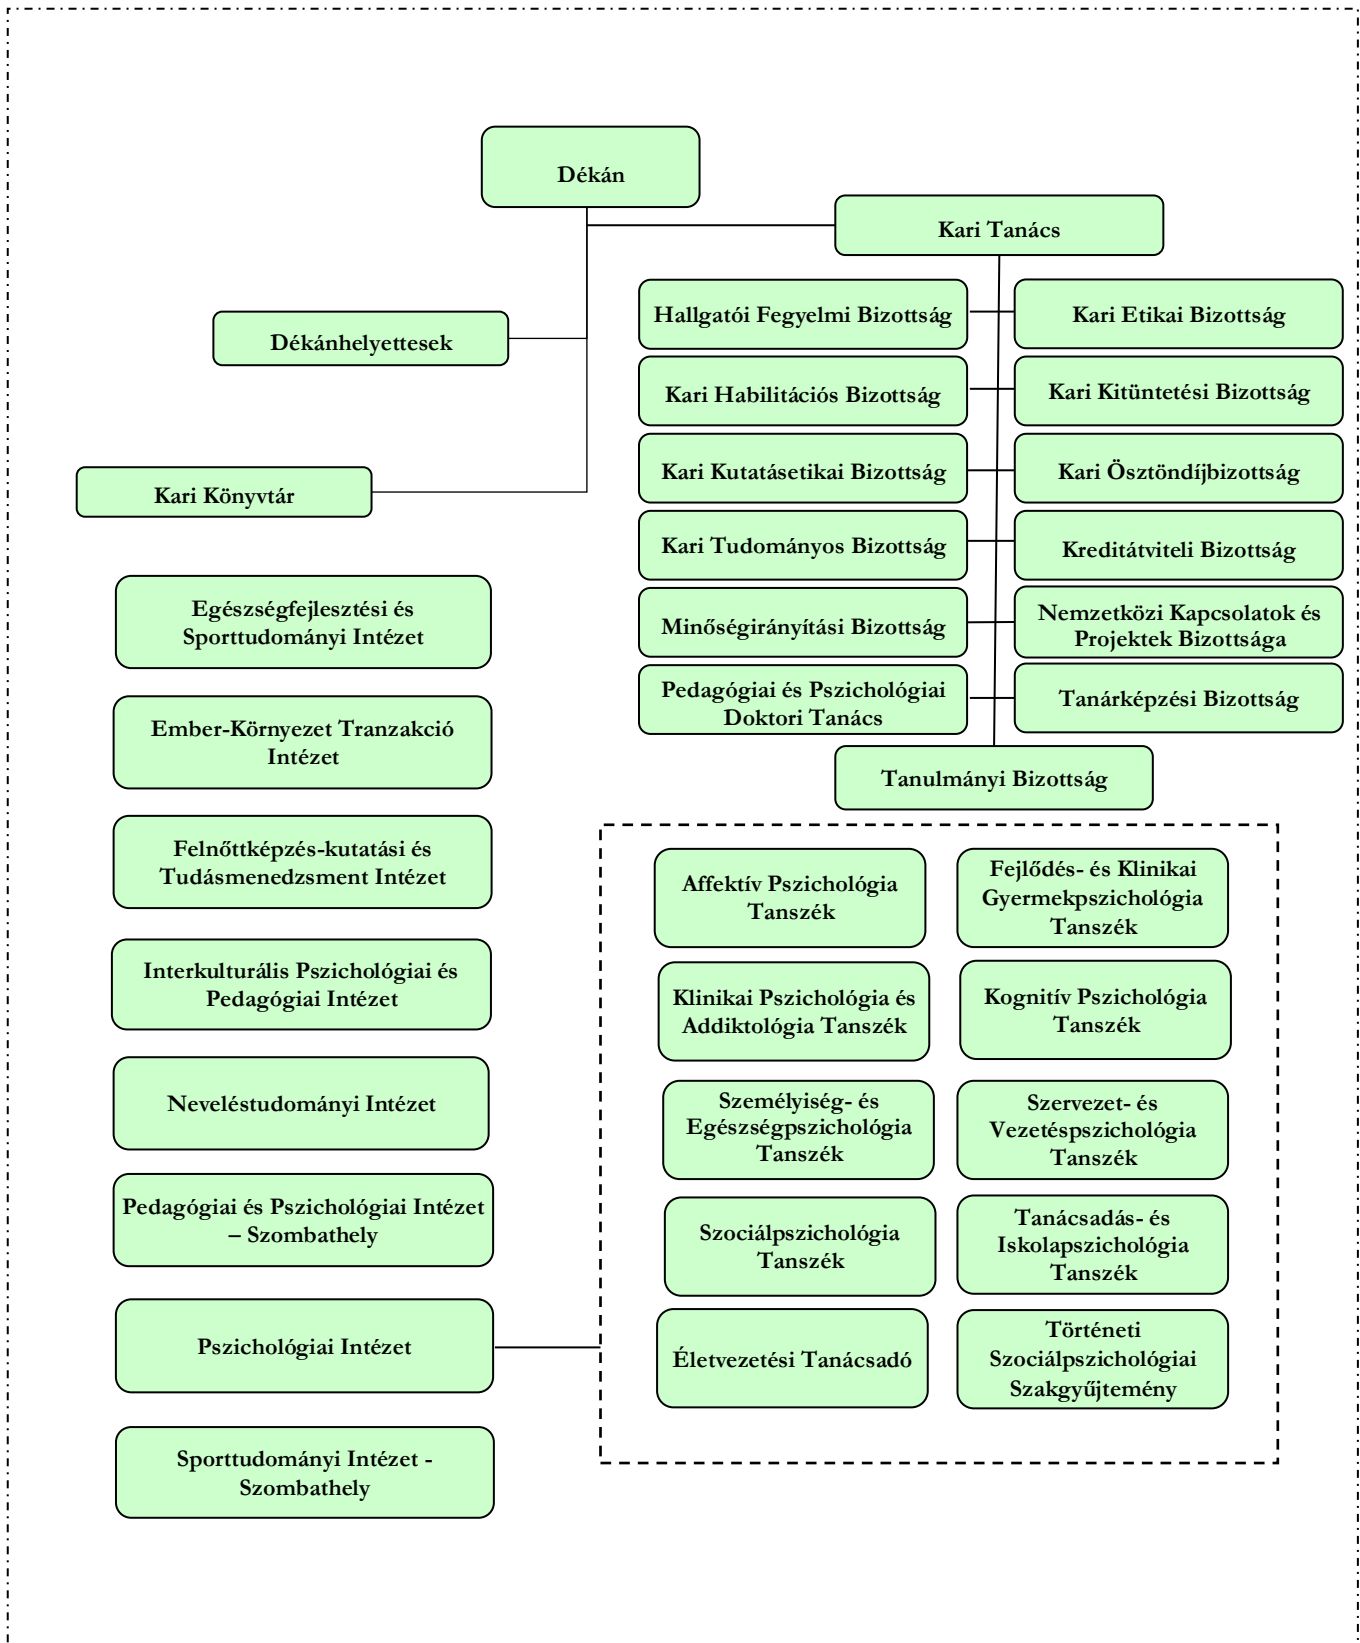 Dékán
Kari Tanács
Dékánhelyettesek
Kari Könyvtár
Hallgatói Fegyelmi Bizottság
Kari Etikai Bizottság
Kari Habilitációs Bizottság
Kari Kitüntetési Bizottság
Kari Kutatásetikai Bizottság
Kari Ösztöndíjbizottság
Kari Tudományos Bizottság
Kreditátviteli Bizottság
Minőségirányítási Bizottság
Nemzetközi Kapcsolatok és
Projektek Bizottsága
Pedagógiai és Pszichológiai
Doktori Tanács
Tanárképzési Bizottság
Tanulmányi Bizottság
Egészségfejlesztési és
Sporttudományi Intézet
Ember-Környezet Tranzakció
Intézet
Felnőttképzés-kutatási és
Tudásmenedzsment Intézet
Interkulturális Pszichológiai és
Pedagógiai Intézet
Neveléstudományi Intézet
Pedagógiai és Pszichológiai Intézet
– Szombathely
Pszichológiai Intézet
Sporttudományi Intézet -
Szombathely
Affektív Pszichológia
Tanszék
Fejlődés- és Klinikai
Gyermekpszichológia
Tanszék
Klinikai Pszichológia és
Addiktológia Tanszék
Kognitív Pszichológia
Tanszék
Személyiség- és
Egészségpszichológia
Tanszék
Szervezet- és
Vezetéspszichológia
Tanszék
Szociálpszichológia
Tanszék
Tanácsadás- és
Iskolapszichológia
Tanszék
Életvezetési Tanácsadó
Történeti
Szociálpszichológiai
Szakgyűjtemény